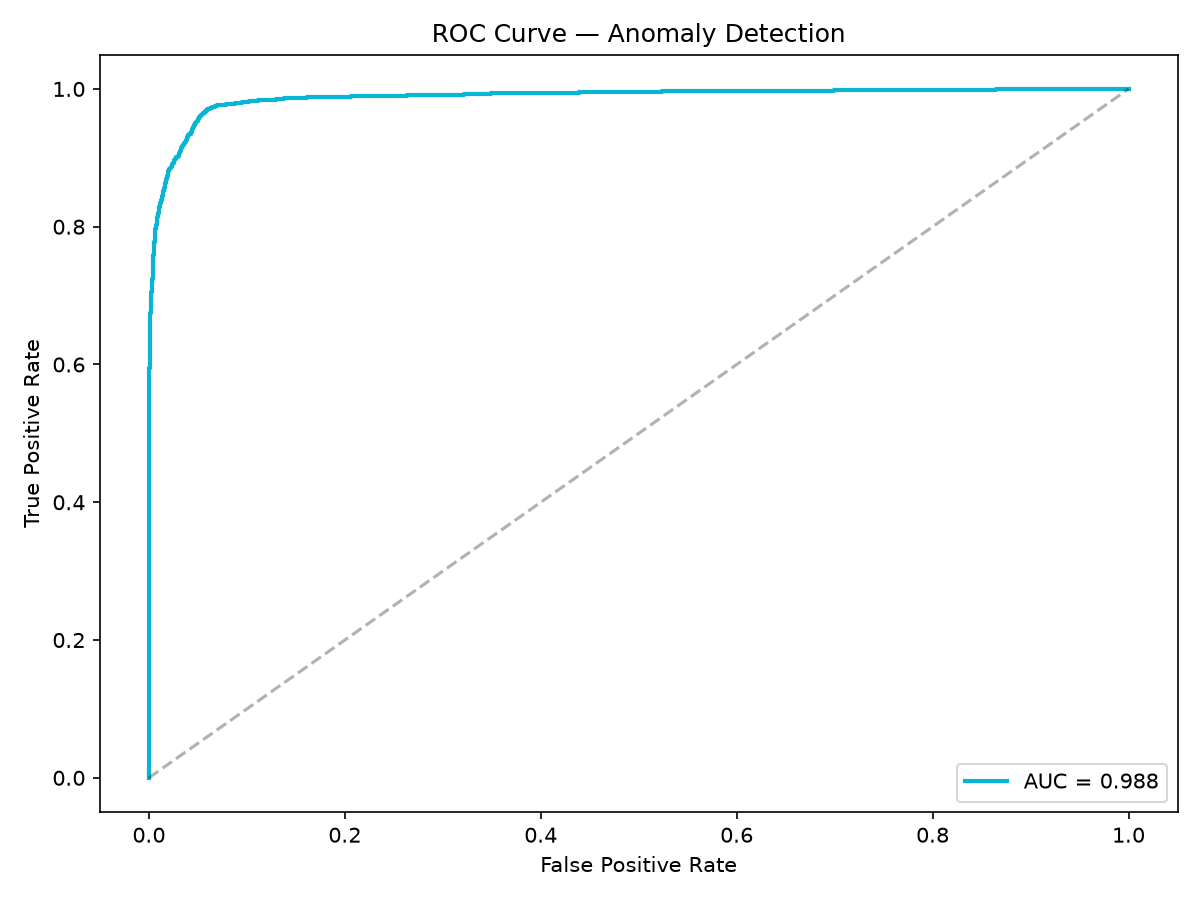 ROC Curve — Anomaly Detection
True Positive Rate
1.0
0.8
0.6
0.4
0.2
0.0
AUC = 0.988
0.0 0.2 0.4 0.6 0.8 1.0
False Positive Rate